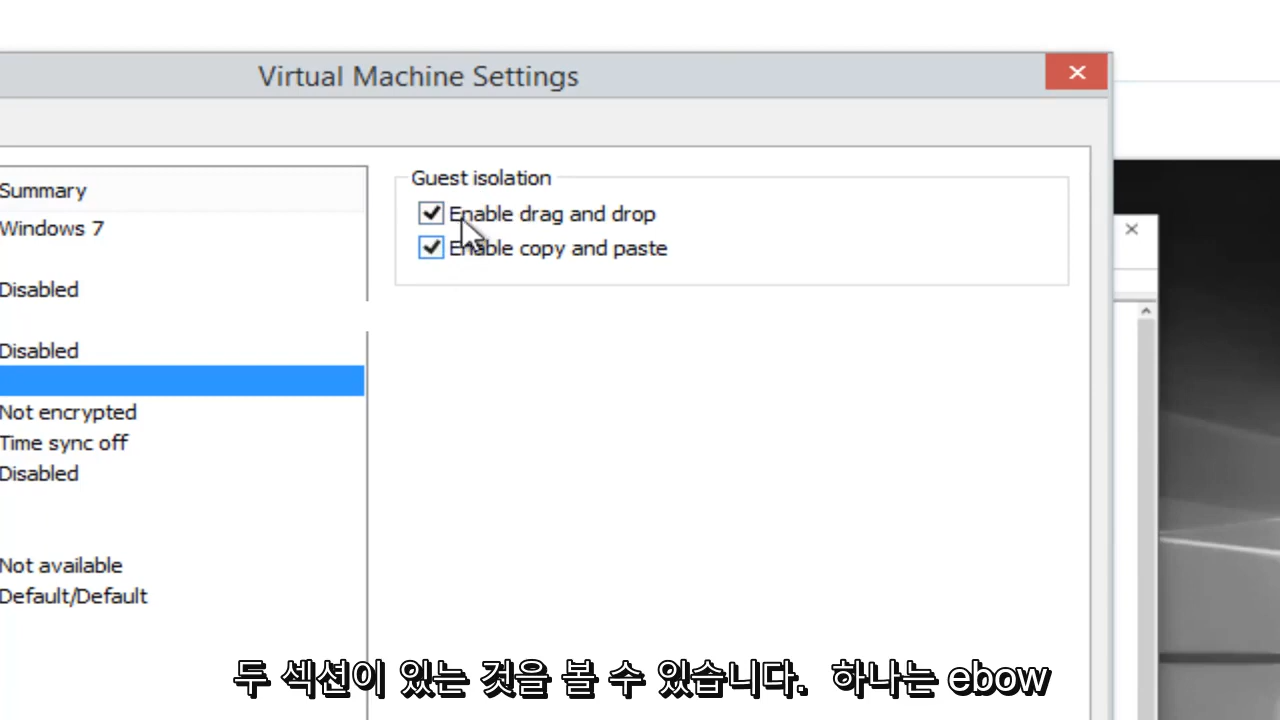 Virtual Machine Settings
Summary
Windows 7
Disabled
Disabled
Not encrypted
Time sync off
Disabled
Not available
Default/Default
Guest isolation
Enable drag and drop
Enable copy and paste
두 섹션이 있는 것을 볼 수 있습니다. 하나는 ebow